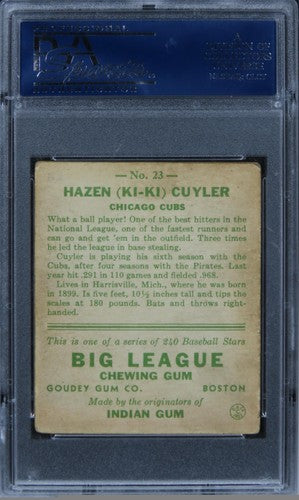 — No. 23 —
HAZEN (KI-KI) CUYLER
CHICAGO CUBS
What a ball player! One of the best hitters in the
National League, one of the fastest runners and
can go and get 'em in the outfield. Three times
he led the league in base stealing.
Cuyler is playing his sixth season with the
Cubs, after four seasons with the Pirates. Last
year hit .291 in 110 games and fielded .968.
Lives in Harrisville, Mich., where he was born
in 1899. Is five feet, 10½ inches tall and tips the
scales at 180 pounds. Bats and throws right-
handed.
This is one of a series of 240 Baseball Stars
BIG LEAGUE
CHEWING GUM
GOUDEY GUM CO. BOSTON
Made by the originators of
INDIAN GUM